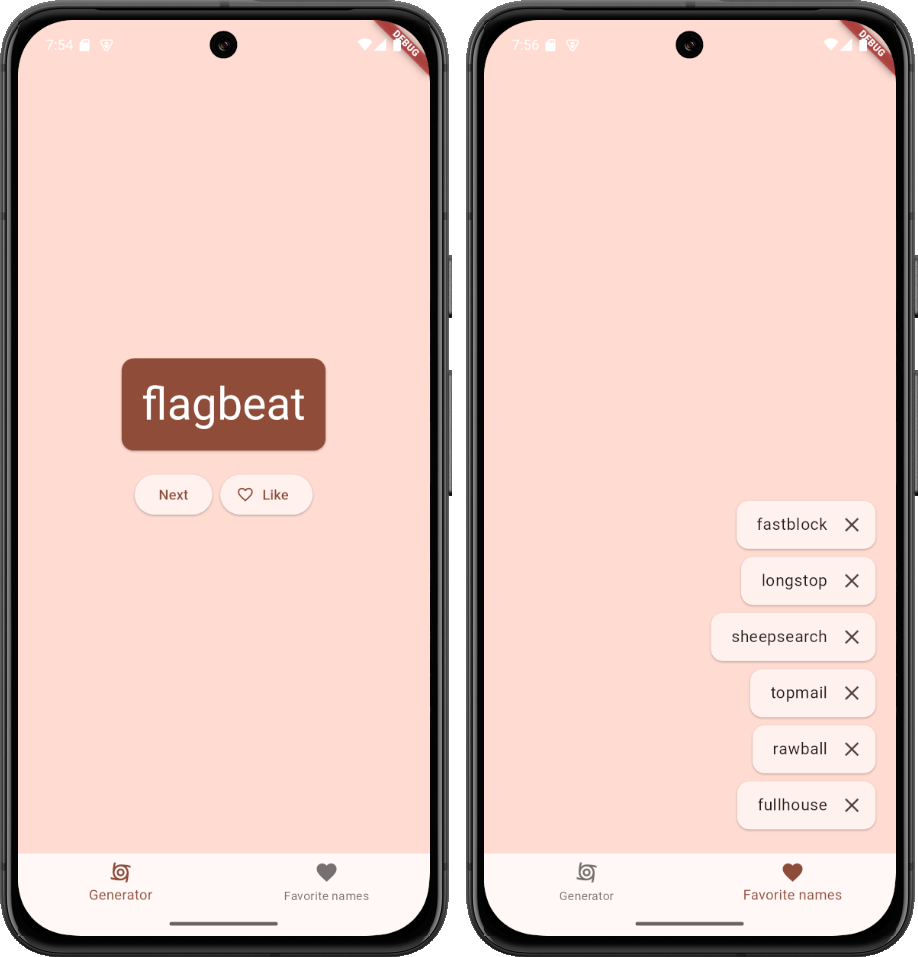 7:54
DEBUG
flagbeat
Next
Like
Generator
Favorite names
7:56
DEBUG
fastblock
longstop
sheepsearch
topmail
rawball
fullhouse
Generator
Favorite names